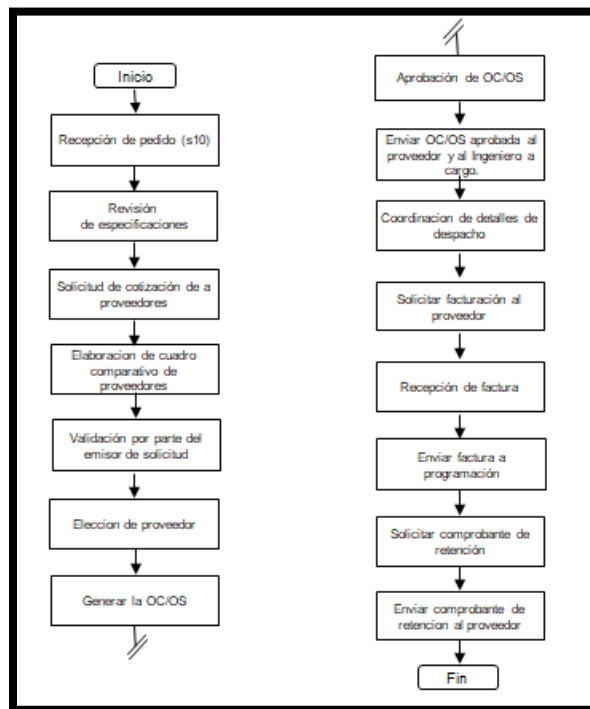 Inicio
Recepción de pedido (s10)
Revisión
de especificaciones
Solicitud de cotización de a
proveedores
Elaboracion de cuadro
comparativo de
proveedores
Validación por parte del
emisor de solicitud
Eleccion de proveedor
Generar la OC/OS
Aprobación de OC/OS
Enviar OC/OS aprobada al
proveedor y al Ingeniero a
cargo.
Coordinacion de detalles de
despacho
Solicitar facturación al
proveedor
Recepción de factura
Enviar factura a
programación
Solicitar comprobante de
retención
Enviar comprobante de
retencion al proveedor
Fin